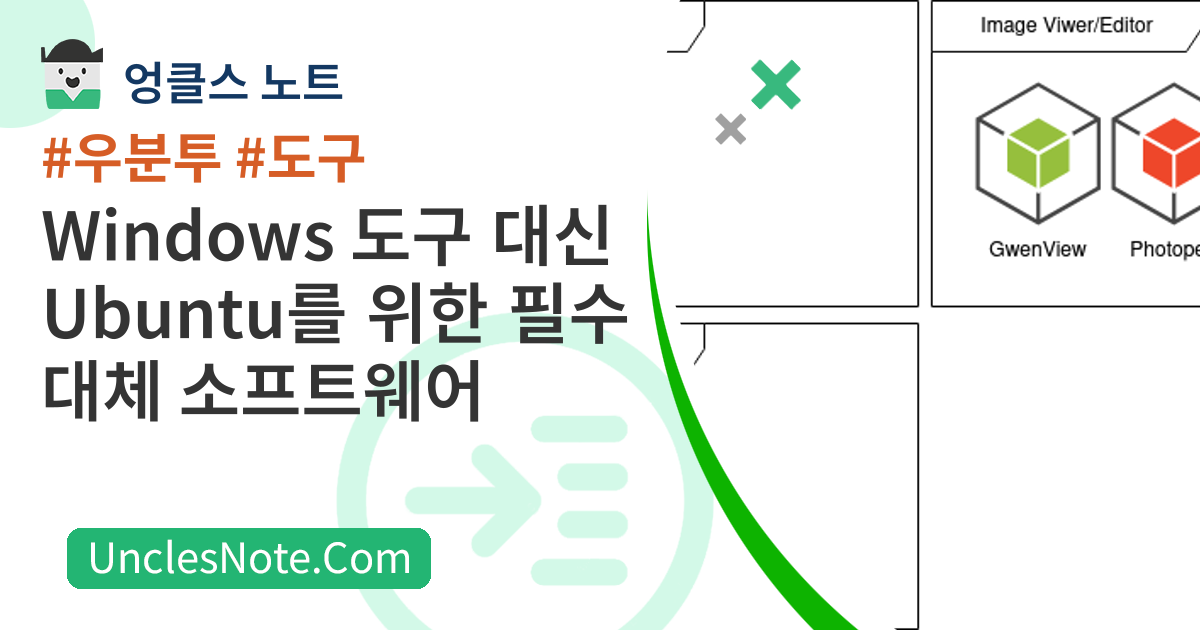 엉클스 노트
#우분투 #도구
Windows 도구 대신
Ubuntu를 위한 필수
대체 소프트웨어
UnclesNote.Com
Image Viwer/Editor
GwenView
Photope